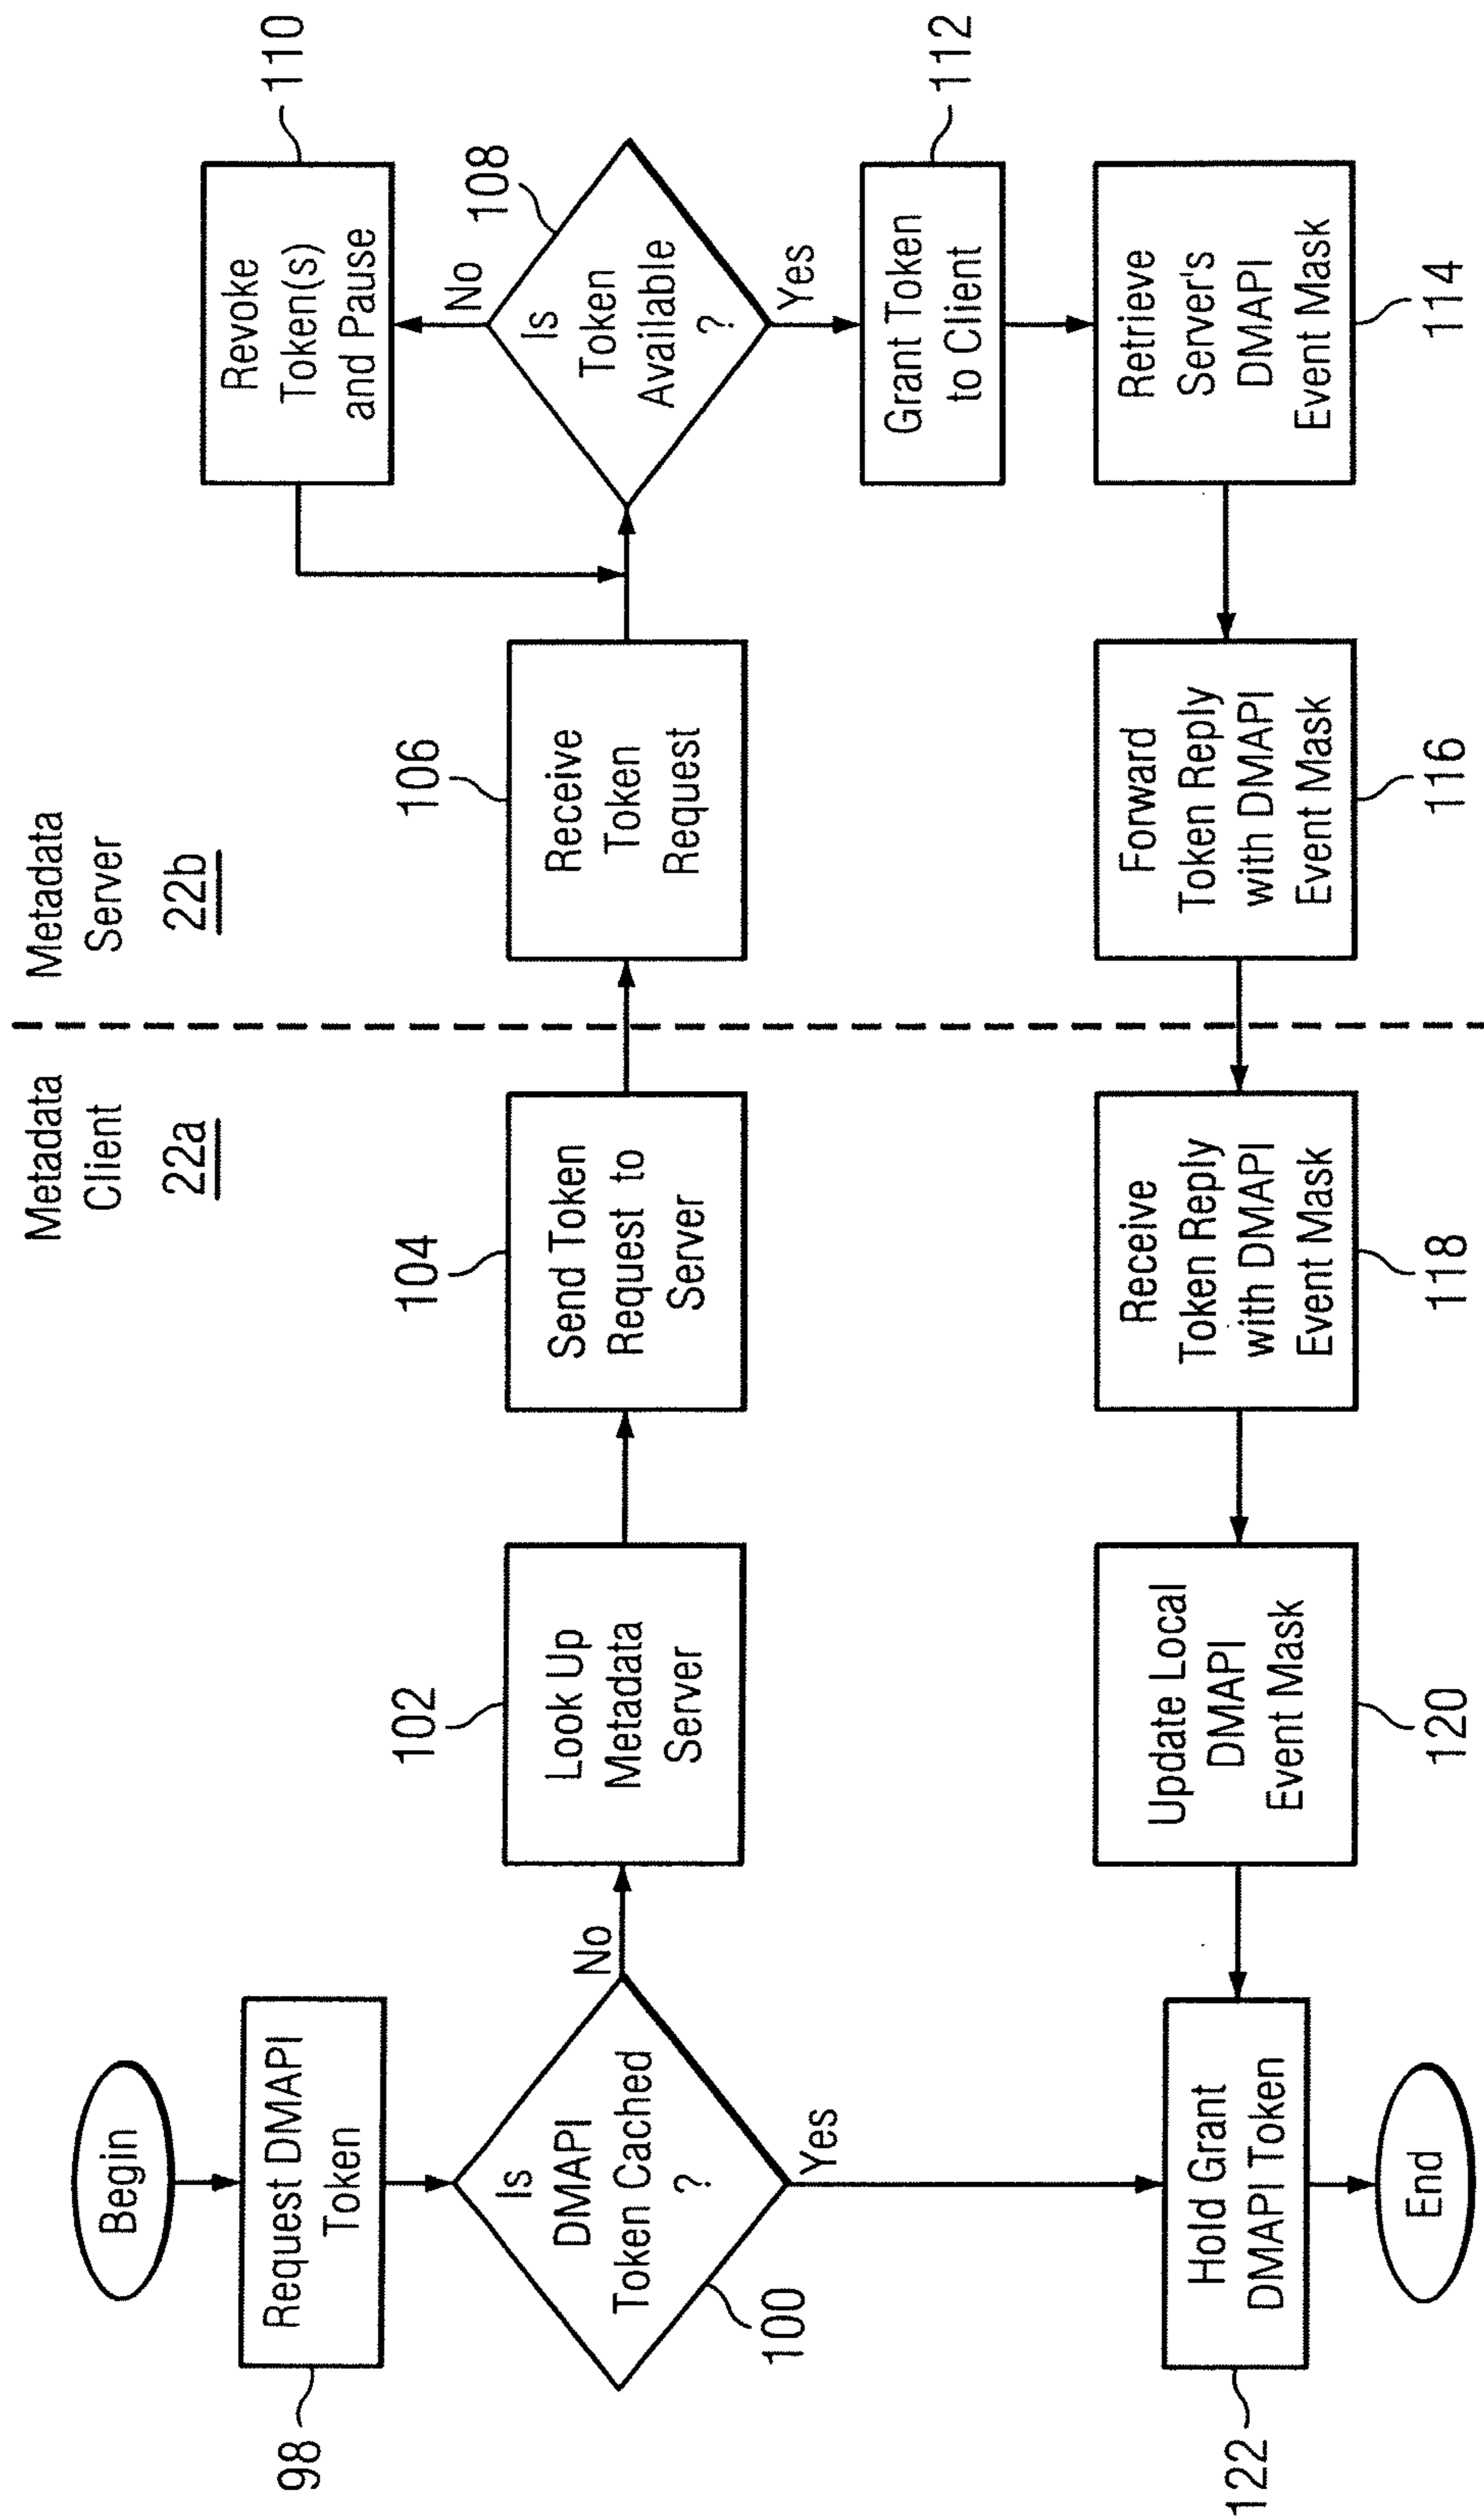 Metadata
Client
22a
Metadata
Server
22b
Begin
98
Request DMAPI
Token
Is
DMAPI
Token Cached
?
100
No
Yes
102
Look Up
Metadata
Server
104
Send Token
Request to
Server
106
Receive
Token
Request
108
Is
Token
Available
?
No
Yes
110
Revoke
Token(s)
and Pause
112
Grant Token
to Client
Retrieve
Server's
DMAPI
Event Mask
114
Forward
Token Reply
with DMAPI
Event Mask
116
Receive
Token Reply
with DMAPI
Event Mask
118
Update Local
DMAPI
Event Mask
120
Hold Grant
DMAPI Token
122
End